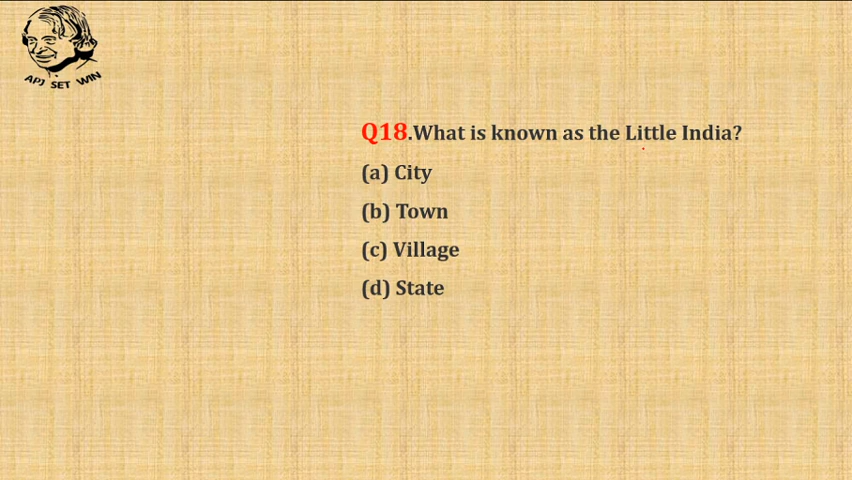 APJ SET WIN
Q18.What is known as the Little India?
(a) City
(b) Town
(c) Village
(d) State